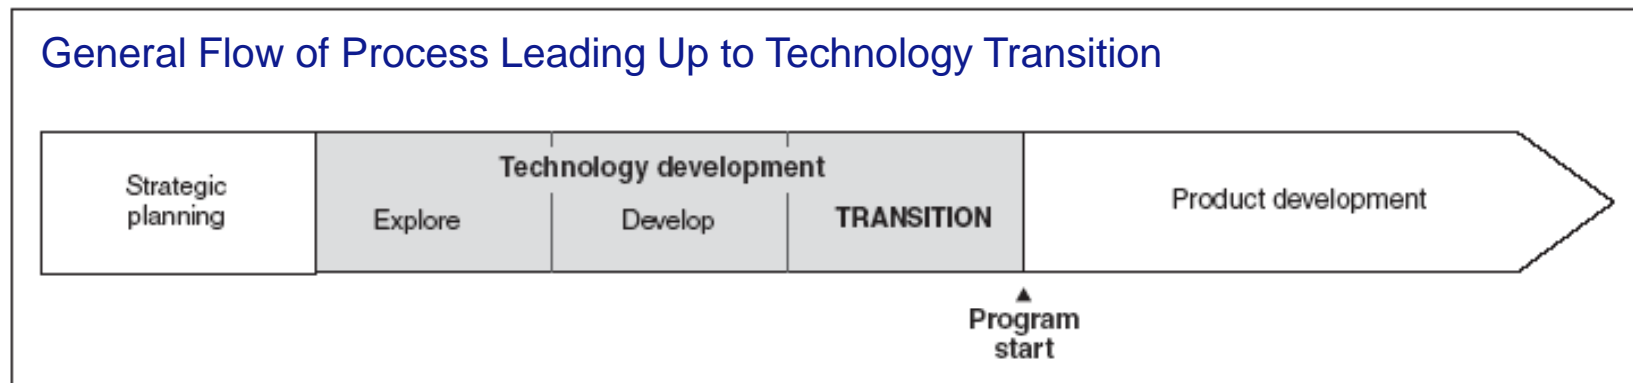 General Flow of Process Leading Up to Technology Transition
Technology development
Strategic
planning
Explore
Develop
TRANSITION
Product development
Program
start